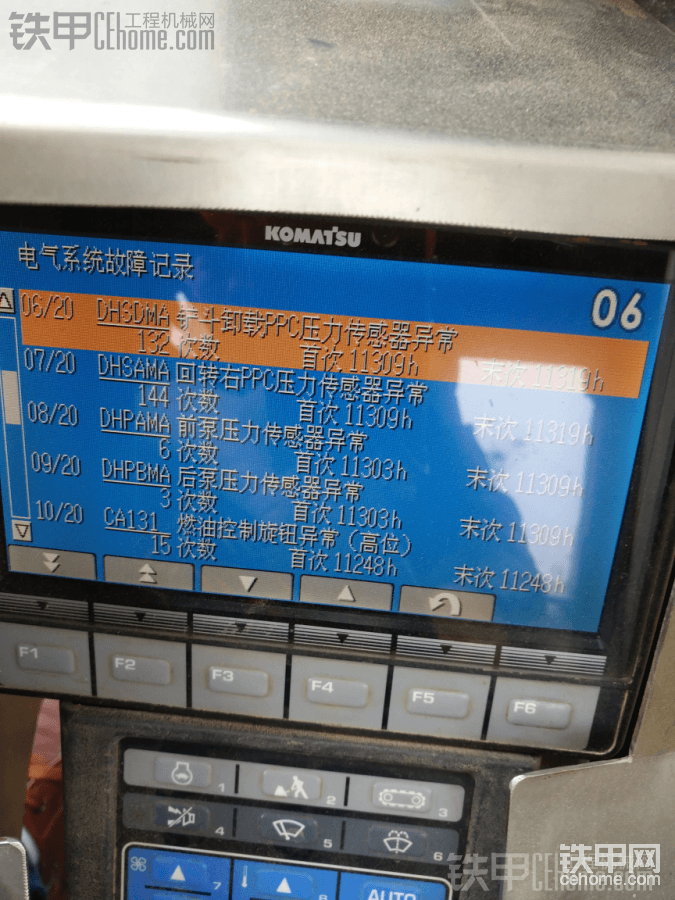 铁甲 工程机械网
CEhome.com
KOMATSU
电气系统故障记录
06
06/20 DHSDMA 铲斗卸载PPC压力传感器异常
132 次数 首次 11309h 末次 11319h
07/20 DHSAMA 回转右PPC压力传感器异常
144 次数 首次 11309h 末次 11319h
08/20 DHPAMA 前泵压力传感器异常
6 次数 首次 11303h 末次 11309h
09/20 DHPBMA 后泵压力传感器异常
3 次数 首次 11303h 末次 11309h
10/20 CA131 燃油控制旋钮异常（高位）
15 次数 首次 11248h 末次 11248h
F1 F2 F3 F4 F5 F6
1 2 3
4 5 6
7 8 AUTO
铁甲网
cehome.com